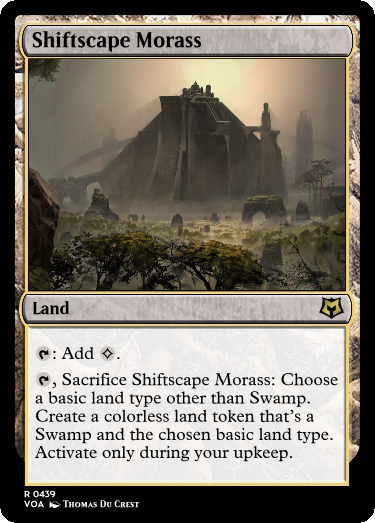 Shiftscape Morass
Land
: Add .
, Sacrifice Shiftscape Morass: Choose
a basic land type other than Swamp.
Create a colorless land token that's a
Swamp and the chosen basic land type.
Activate only during your upkeep.
R 0439
VOA Thomas Du Crest